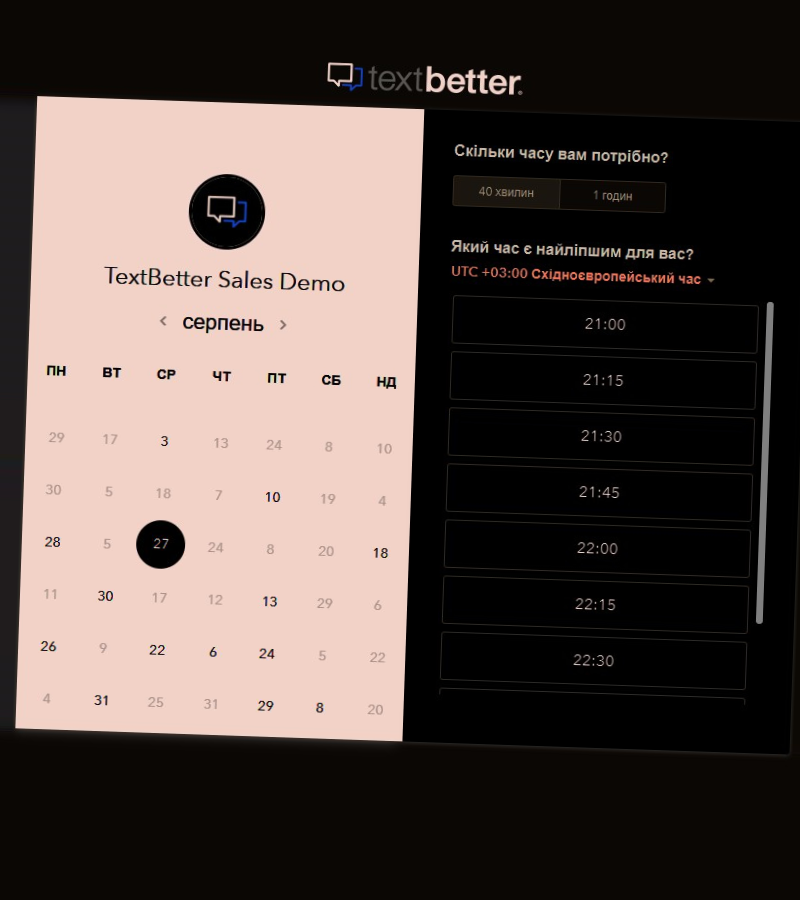 textbetter.
TextBetter Sales Demo
серпень
ПН ВТ СР ЧТ ПТ СБ НД
29 17 3 13 24 8 10
30 5 18 7 10 19 4
28 5 27 24 8 20 18
11 30 17 12 13 29 6
26 9 22 6 24 5 22
4 31 25 31 29 8 20
Скільки часу вам потрібно?
40 хвилин 1 годин
Який час є найліпшим для вас?
UTC +03:00 Східноєвропейський час
21:00
21:15
21:30
21:45
22:00
22:15
22:30